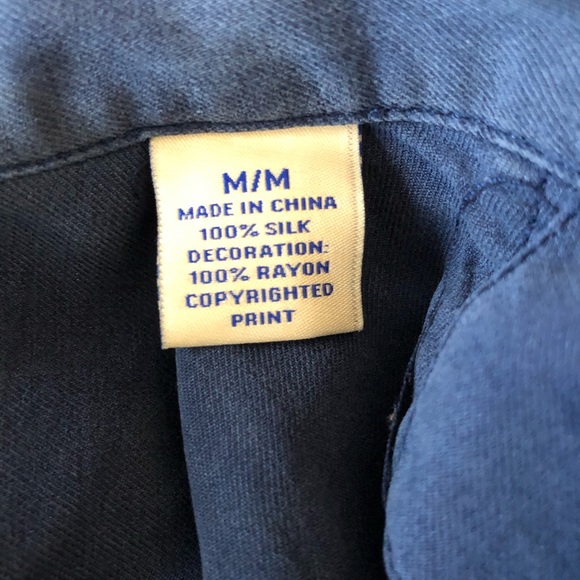 M/M
MADE IN CHINA
100% SILK
DECORATION:
100% RAYON
COPYRIGHTED
PRINT